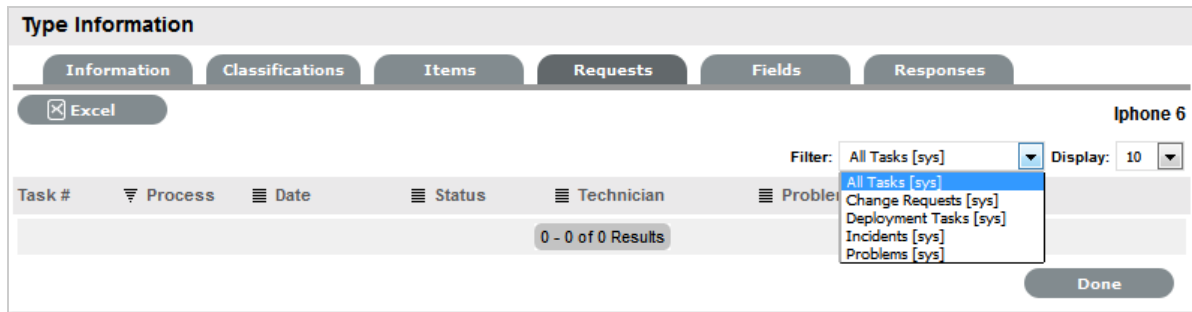 Type Information
Information Classifications Items Requests Fields Responses
Excel
Iphone 6
Filter: All Tasks [sys] Display: 10
All Tasks [sys]
Task # Process Date Status Technician
Change Requests [sys]
Deployment Tasks [sys]
0 - 0 of 0 Results
Incidents [sys]
Problems [sys]
Done